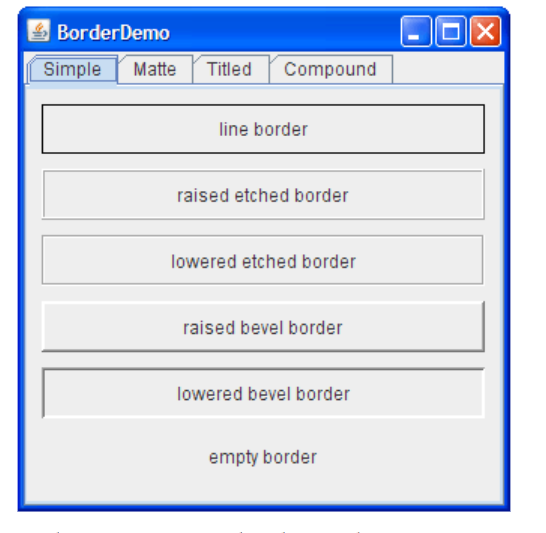 BorderDemo
Simple Matte Titled Compound
line border
raised etched border
lowered etched border
raised bevel border
lowered bevel border
empty border